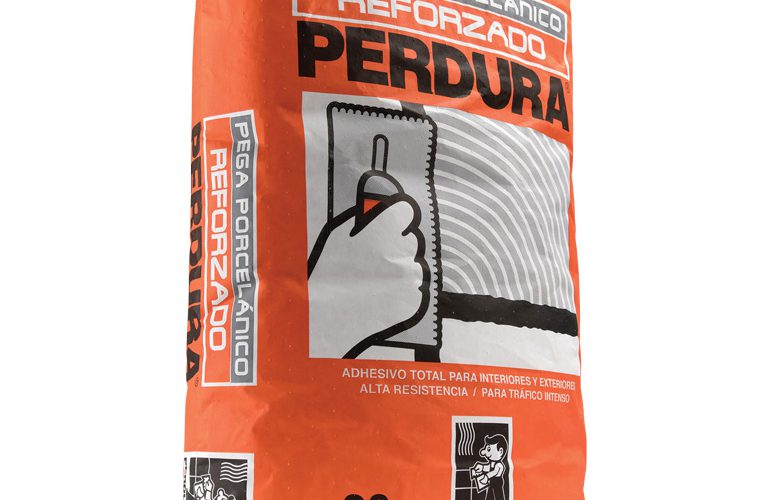 REFORZADO
PERDURA
ADHESIVO TOTAL PARA INTERIORES Y EXTERIORES
ALTA RESISTENCIA / PARA TRÁFICO INTENSO
PEGA PORCELÁNICO
REFORZADO
PERDURA